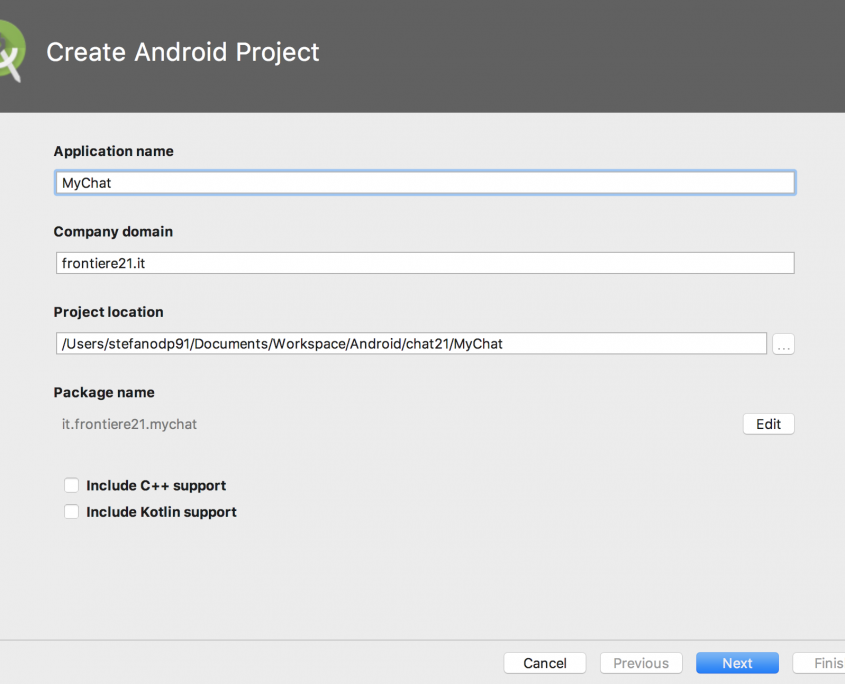 Create Android Project
Application name
MyChat
Company domain
frontiere21.it
Project location
/Users/stefanodp91/Documents/Workspace/Android/chat21/MyChat
...
Package name
it.frontiere21.mychat
Edit
Include C++ support
Include Kotlin support
Cancel Previous Next Finis